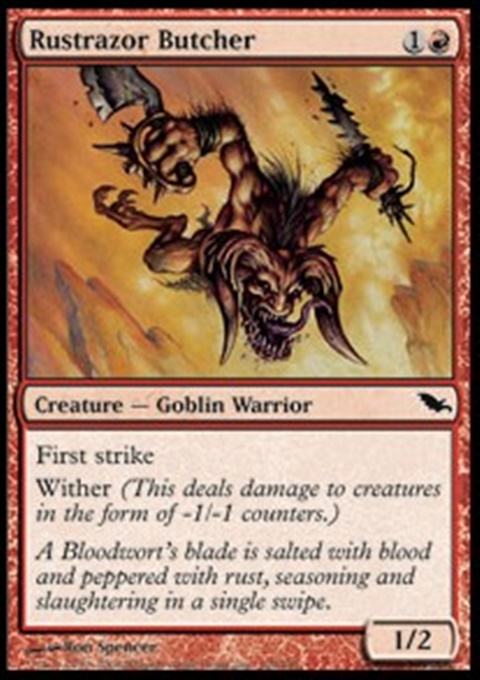 Rustrazor Butcher 1
Creature — Goblin Warrior
First strike
Wither (This deals damage to creatures
in the form of -1/-1 counters.)
A Bloodwort's blade is salted with blood
and peppered with rust, seasoning and
slaughtering in a single swipe.
Ron Spencer
1/2